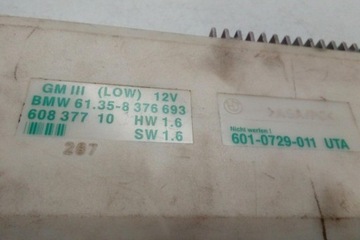 GM III (LOW) 12V
BMW 61.35-8 376 693
608 377 10 HW 1.6
SW 1.6
287
Nicht werfen !
601-0729-011 UTA